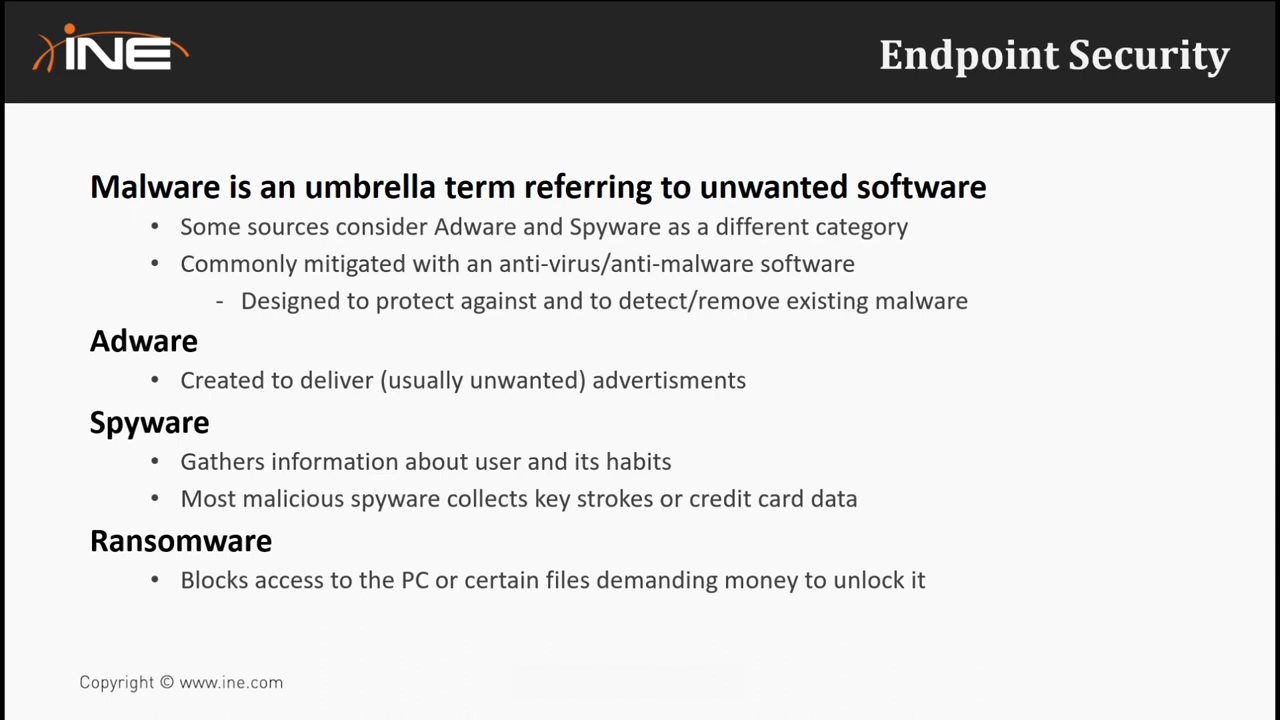 INE
Endpoint Security
Malware is an umbrella term referring to unwanted software
• Some sources consider Adware and Spyware as a different category
• Commonly mitigated with an anti-virus/anti-malware software
- Designed to protect against and to detect/remove existing malware
Adware
• Created to deliver (usually unwanted) advertisments
Spyware
• Gathers information about user and its habits
• Most malicious spyware collects key strokes or credit card data
Ransomware
• Blocks access to the PC or certain files demanding money to unlock it
Copyright © www.ine.com